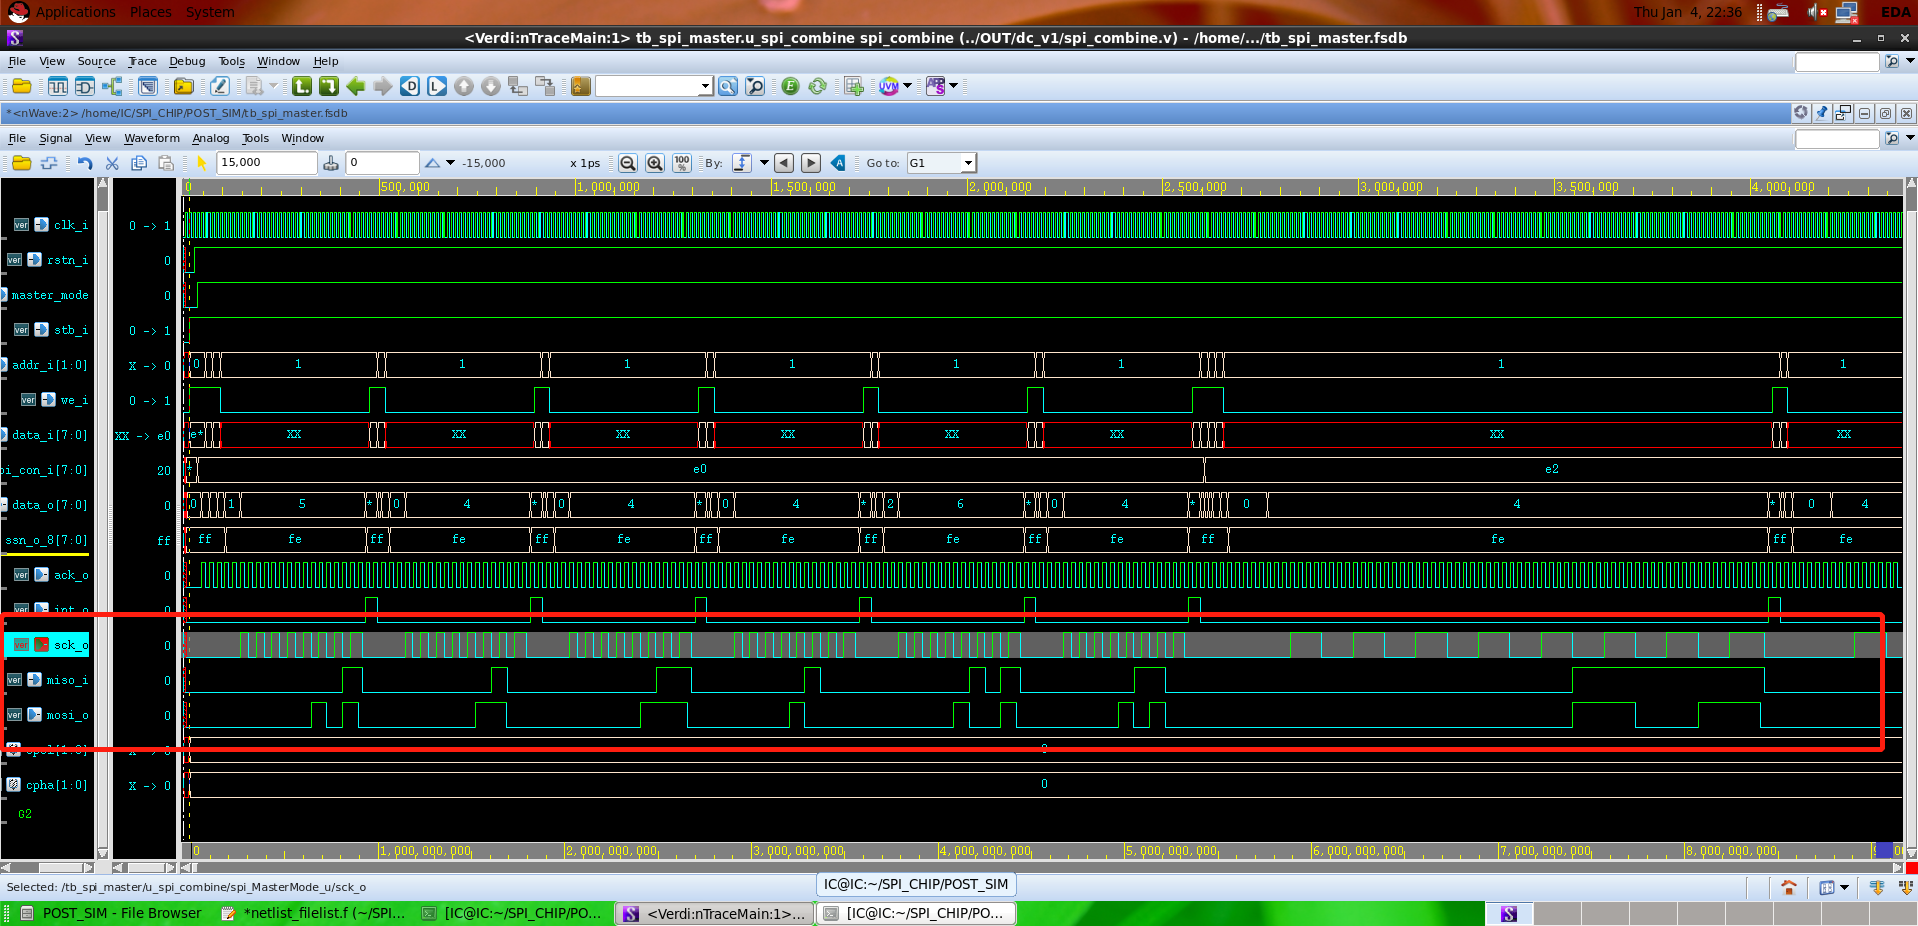 Applications Places System Thu Jan 4, 22:36 EDA
<Verdi:nTraceMain:1> tb_spi_master.u_spi_combine spi_combine (../OUT/dc_v1/spi_combine.v) - /home/.../tb_spi_master.fsdb
File View Source Trace Debug Tools Window Help
*<nWave:2> /home/IC/SPI_CHIP/POST_SIM/tb_spi_master.fsdb
File Signal View Waveform Analog Tools Window
15,000 0 -15,000 x 1ps 100% By: Go to: G1
0 500,000 1,000,000 1,500,000 2,000,000 2,500,000 3,000,000 3,500,000 4,000,000
ver clk_i 0 -> 1
ver rstn_i 0
master_mode 0
ver stb_i 0 -> 1
addr_i[1:0] X -> 0 0 1 1 1 1 1 1 1 1
ver we_i 0 -> 1
data_i[7:0] XX -> e0 e* XX XX XX XX XX XX XX XX
pi_con_i[7:0] 20 * e0 e2
data_o[7:0] 0 0 1 5 * 0 4 * 0 4 * 0 4 * 2 6 * 0 4 * 0 4 * 0 4
ssn_o_8[7:0] ff ff fe ff fe ff fe ff fe ff fe ff fe ff fe ff fe
ver ack_o 0
ver int_o 0
ver sck_o 0
ver miso_i 0
ver mosi_o 0
cpol[1:0] X -> 0 0
cpha[1:0] X -> 0 0
G2
0 1,000,000,000 2,000,000,000 3,000,000,000 4,000,000,000 5,000,000,000 6,000,000,000 7,000,000,000 8,000,000,000
Selected: /tb_spi_master/u_spi_combine/spi_MasterMode_u/sck_o
IC@IC:~/SPI_CHIP/POST_SIM
POST_SIM - File Browser *netlist_filelist.f (~/SPI... [IC@IC:~/SPI_CHIP/PO... <Verdi:nTraceMain:1>... [IC@IC:~/SPI_CHIP/PO...